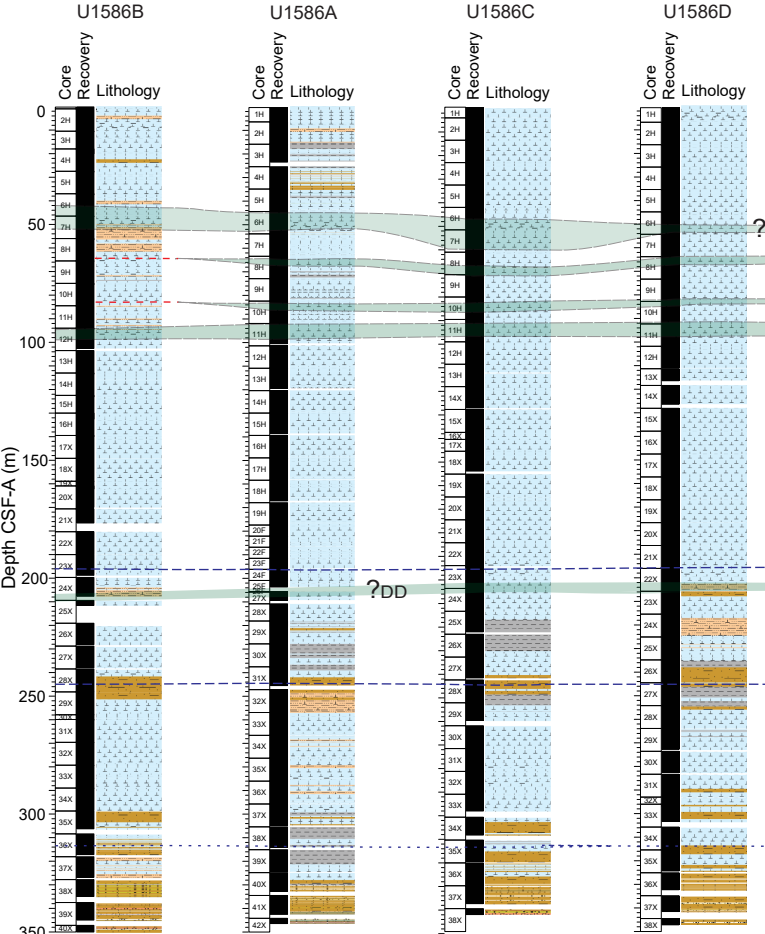 U1586B
U1586A
U1586C
U1586D
Core
Recovery
Lithology
Core
Recovery
Lithology
Core
Recovery
Lithology
Core
Recovery
Lithology
Depth CSF-A (m)
0
50
100
150
200
250
300
350
2H
3H
4H
5H
6H
7H
8H
9H
10H
11H
12H
13H
14H
15H
16H
17X
18X
19X
20X
21X
22X
23X
24X
25X
26X
27X
28X
29X
30X
31X
32X
33X
34X
35X
36X
37X
38X
39X
40X
1H
2H
3H
4H
5H
6H
7H
8H
9H
10H
11H
12H
13H
14H
15H
16H
17H
18H
19H
20F
21F
22F
23F
24F
25F
27X
28X
29X
30X
31X
32X
33X
34X
35X
36X
37X
38X
39X
40X
41X
42X
?DD
1H
2H
3H
4H
5H
6H
7H
8H
9H
10H
11H
12H
13H
14X
15X
16X
17X
18X
19X
20X
21X
22X
23X
24X
25X
26X
27X
28X
29X
30X
31X
32X
33X
34X
35X
36X
37X
38X
1H
2H
3H
4H
5H
6H
7H
8H
9H
10H
11H
12H
13X
14X
15X
16X
17X
18X
19X
20X
21X
22X
23X
24X
25X
26X
27X
28X
29X
30X
31X
32X
33X
34X
35X
36X
37X
38X
?